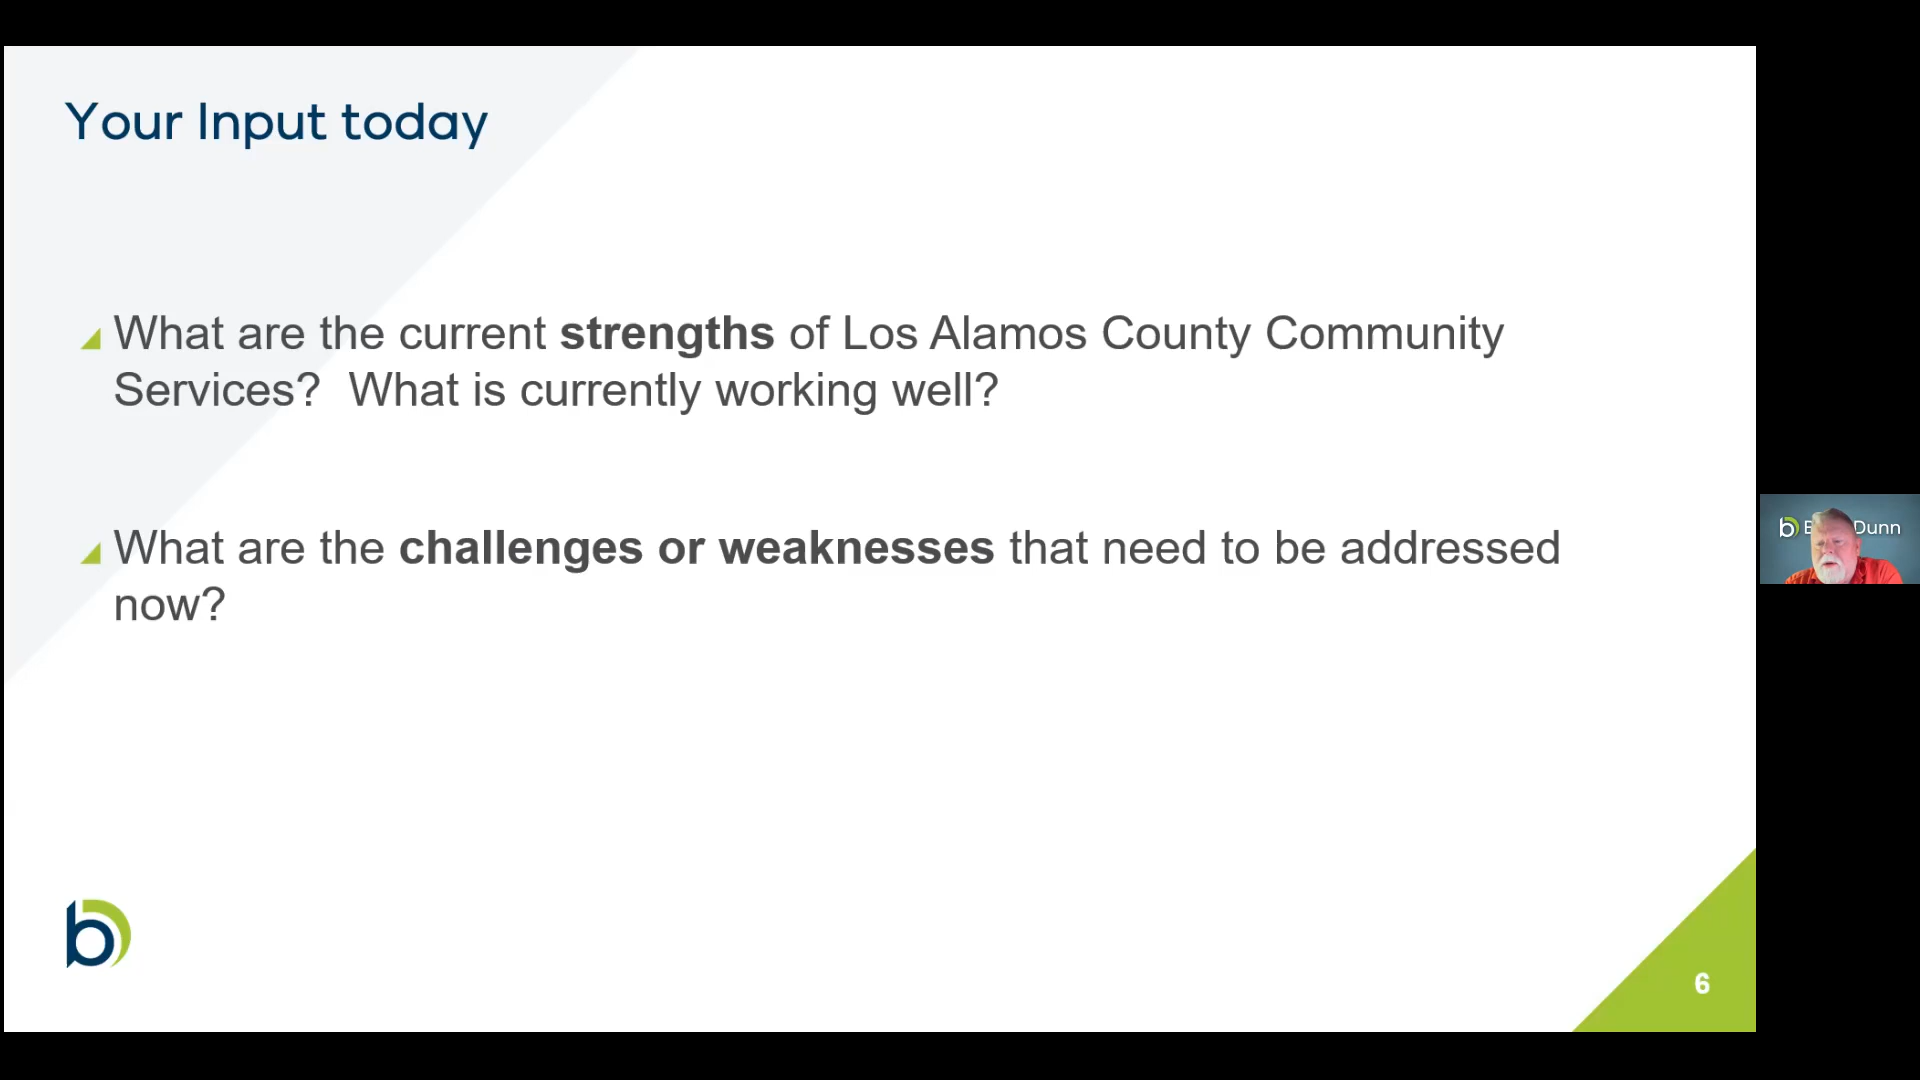 Your Input today
What are the current strengths of Los Alamos County Community
Services?  What is currently working well?
What are the challenges or weaknesses that need to be addressed
now?
b
6
b Dunn